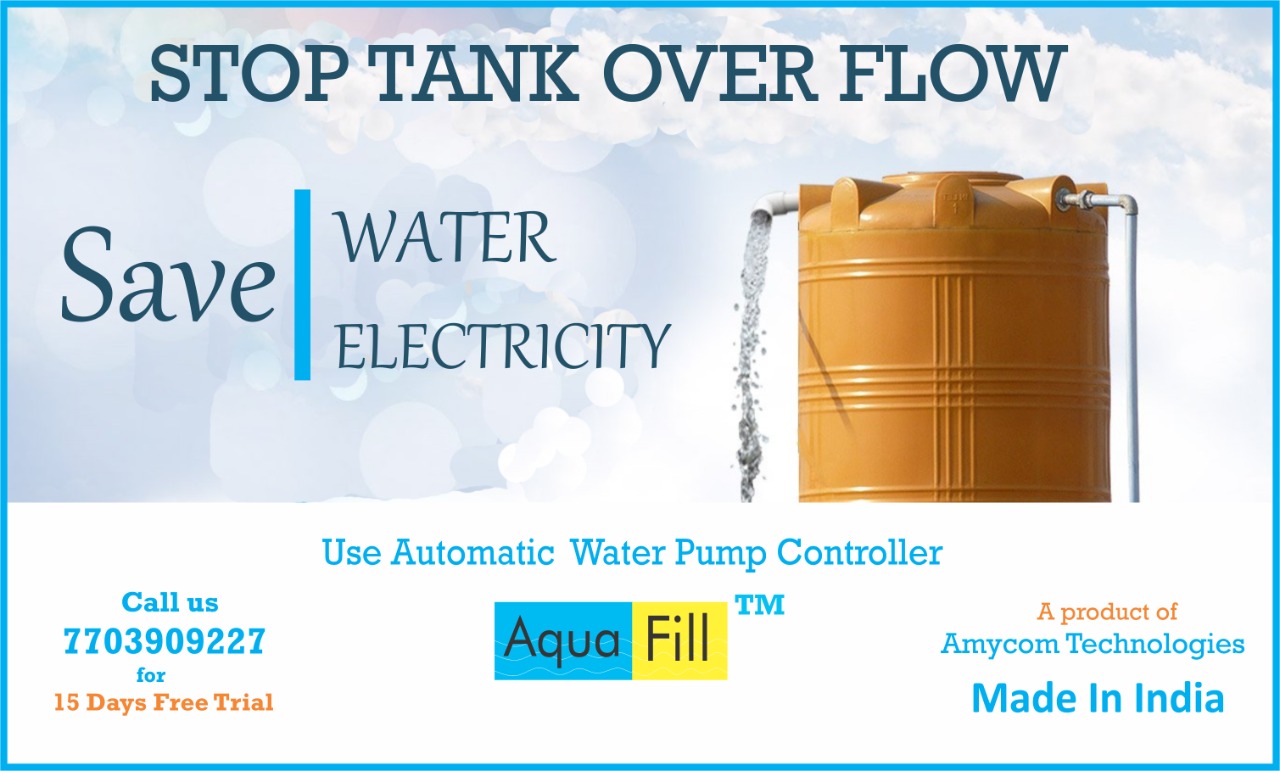 STOP TANK OVER FLOW
Save
WATER
ELECTRICITY
Use Automatic Water Pump Controller
Call us
7703909227
for
15 Days Free Trial
Aqua Fill TM
A product of
Amycom Technologies
Made In India